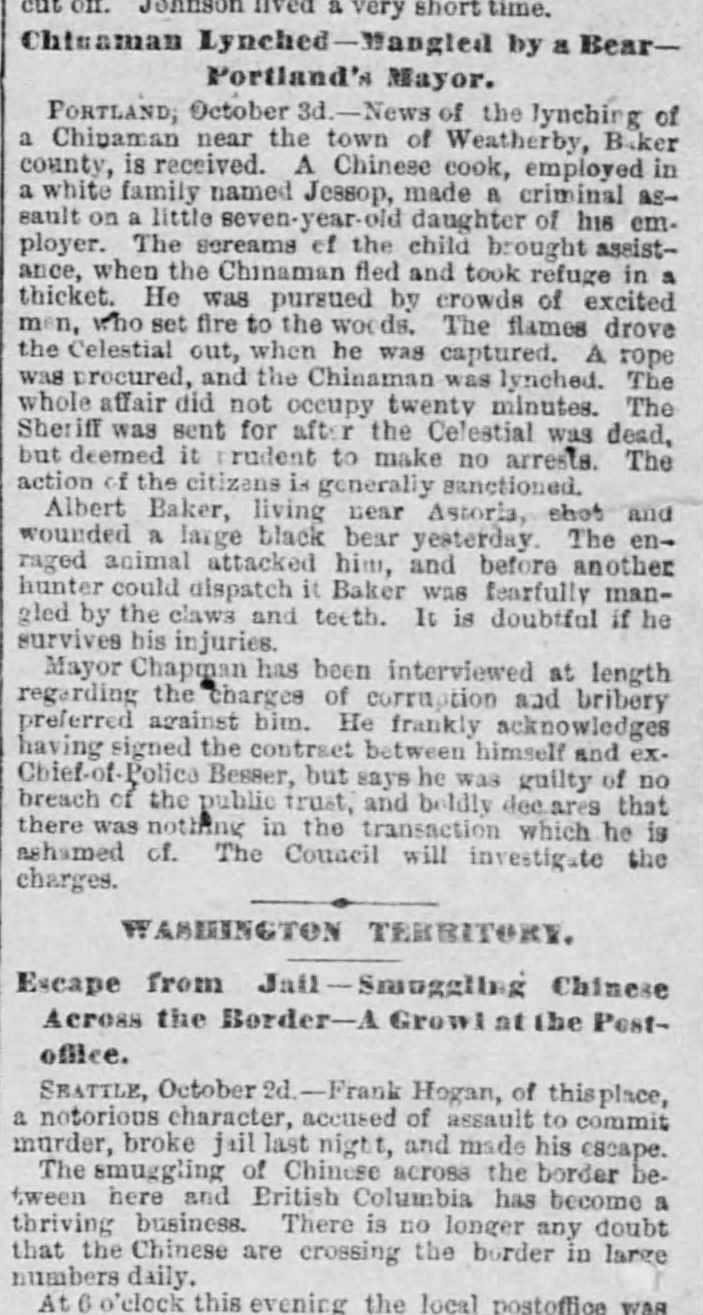 cut off. Johnson lived a very short time.
Chinaman Lynched—Mangled by a Bear—
Portland's Mayor.
PORTLAND, October 3d.—News of the lynching of
a Chinaman near the town of Weatherby, Baker
county, is received. A Chinese cook, employed in
a white family named Jessop, made a criminal as-
sault on a little seven-year-old daughter of his em-
ployer. The screams of the child brought assist-
ance, when the Chinaman fled and took refuge in a
thicket. He was pursued by crowds of excited
men, who set fire to the woods. The flames drove
the Celestial out, when he was captured. A rope
was procured, and the Chinaman was lynched. The
whole affair did not occupy twenty minutes. The
Sheriff was sent for after the Celestial was dead,
but deemed it prudent to make no arrests. The
action of the citizens is generally sanctioned.
Albert Baker, living near Astoria, shot and
wounded a large black bear yesterday. The en-
raged animal attacked him, and before another
hunter could dispatch it Baker was fearfully man-
gled by the claws and teeth. It is doubtful if he
survives his injuries.
Mayor Chapman has been interviewed at length
regarding the charges of corruption and bribery
preferred against him. He frankly acknowledges
having signed the contract between himself and ex-
Chief-of-Police Besser, but says he was guilty of no
breach of the public trust, and boldly declares that
there was nothing in the transaction which he is
ashamed of. The Council will investigate the
charges.
WASHINGTON TERRITORY.
Escape from Jail—Smuggling Chinese
Across the Border—A Growl at the Post-
office.
SEATTLE, October 2d.—Frank Hogan, of this place,
a notorious character, accused of assault to commit
murder, broke jail last night, and made his escape.
The smuggling of Chinese across the border be-
tween here and British Columbia has become a
thriving business. There is no longer any doubt
that the Chinese are crossing the border in large
numbers daily.
At 6 o'clock this evening the local postoffice was